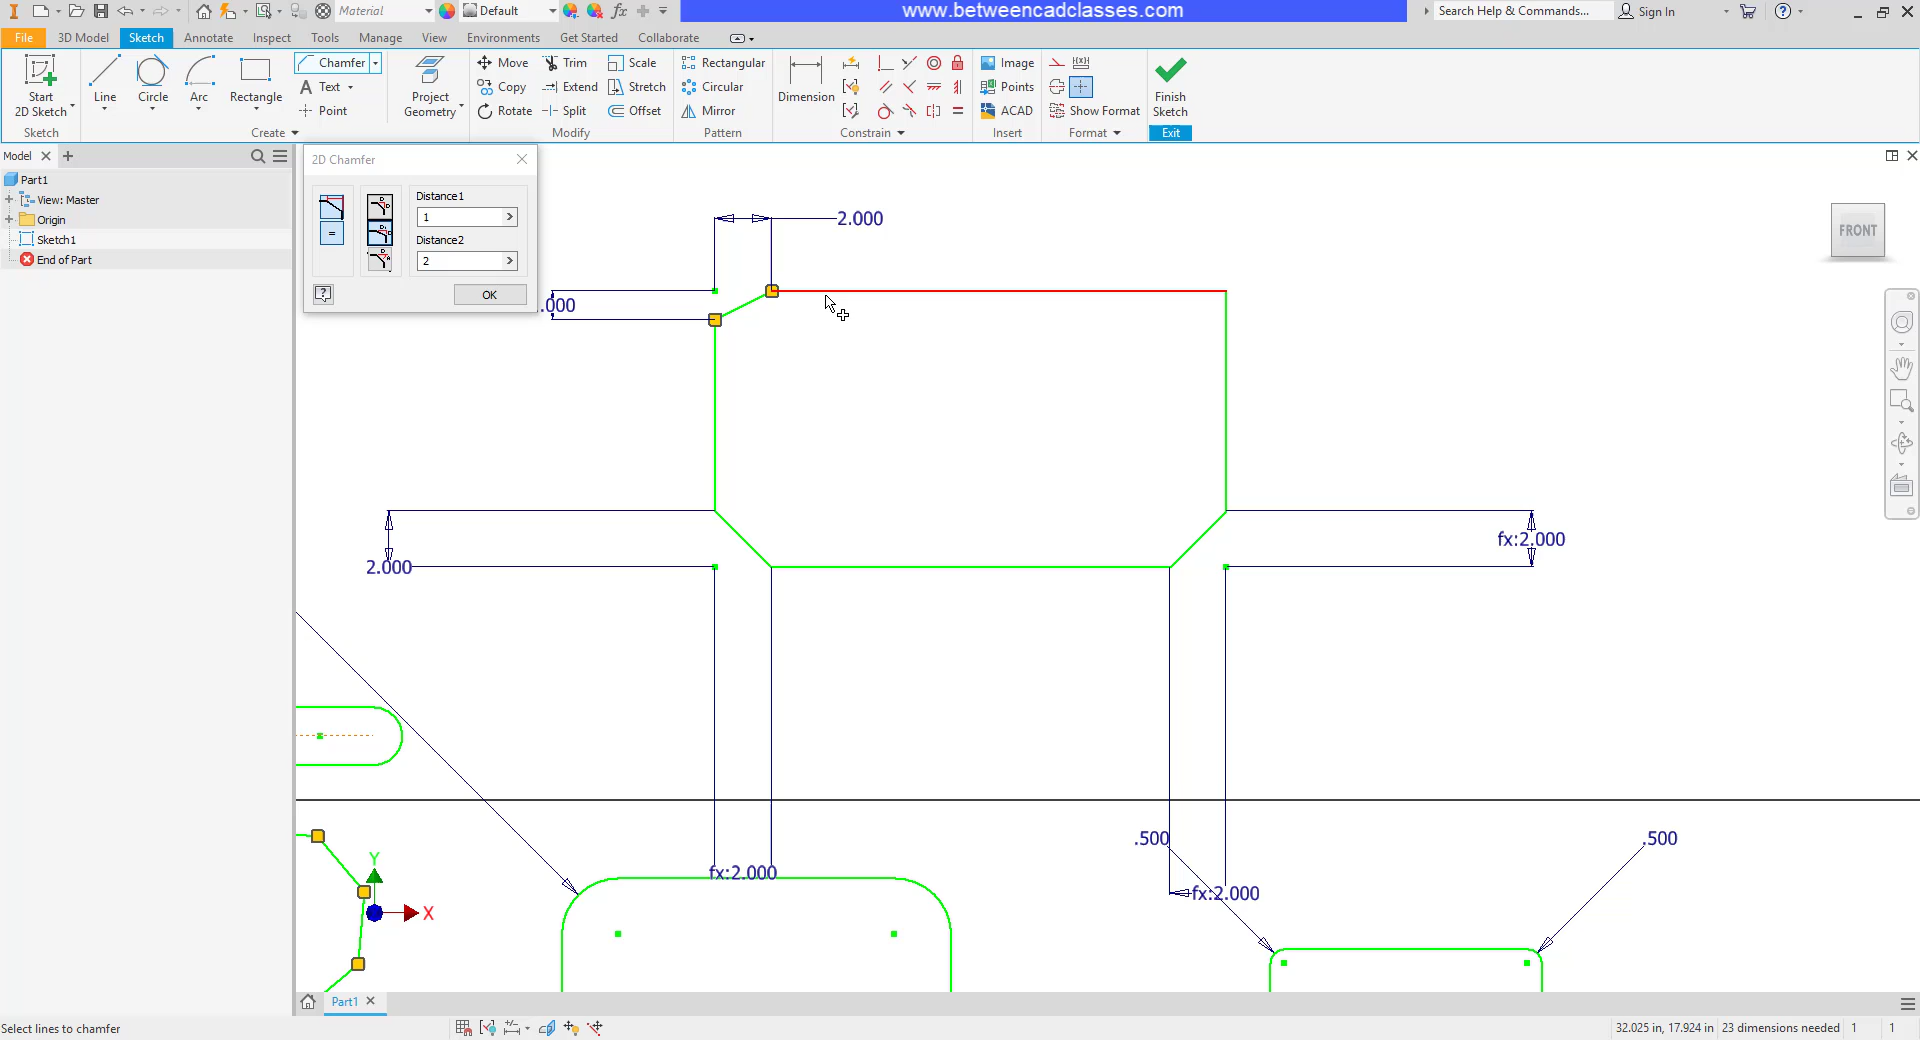 Material
Default
fx
www.betweencadclasses.com
Search Help & Commands...
Sign In
File
3D Model
Sketch
Annotate
Inspect
Tools
Manage
View
Environments
Get Started
Collaborate
Start
2D Sketch
Line
Circle
Arc
Rectangle
Chamfer
Text
Point
Project
Geometry
Move
Copy
Rotate
Trim
Extend
Split
Scale
Stretch
Offset
Rectangular
Circular
Mirror
Dimension
Image
Points
ACAD
Show Format
Finish
Sketch
Sketch
Create
Modify
Pattern
Constrain
Insert
Format
Exit
Model
Part1
View: Master
Origin
Sketch1
End of Part
2D Chamfer
Distance1
1
Distance2
2
OK
2.000
.000
FRONT
2.000
fx:2.000
fx:2.000
fx:2.000
.500
.500
Y
X
Part1
Select lines to chamfer
32.025 in, 17.924 in
23 dimensions needed
1
1